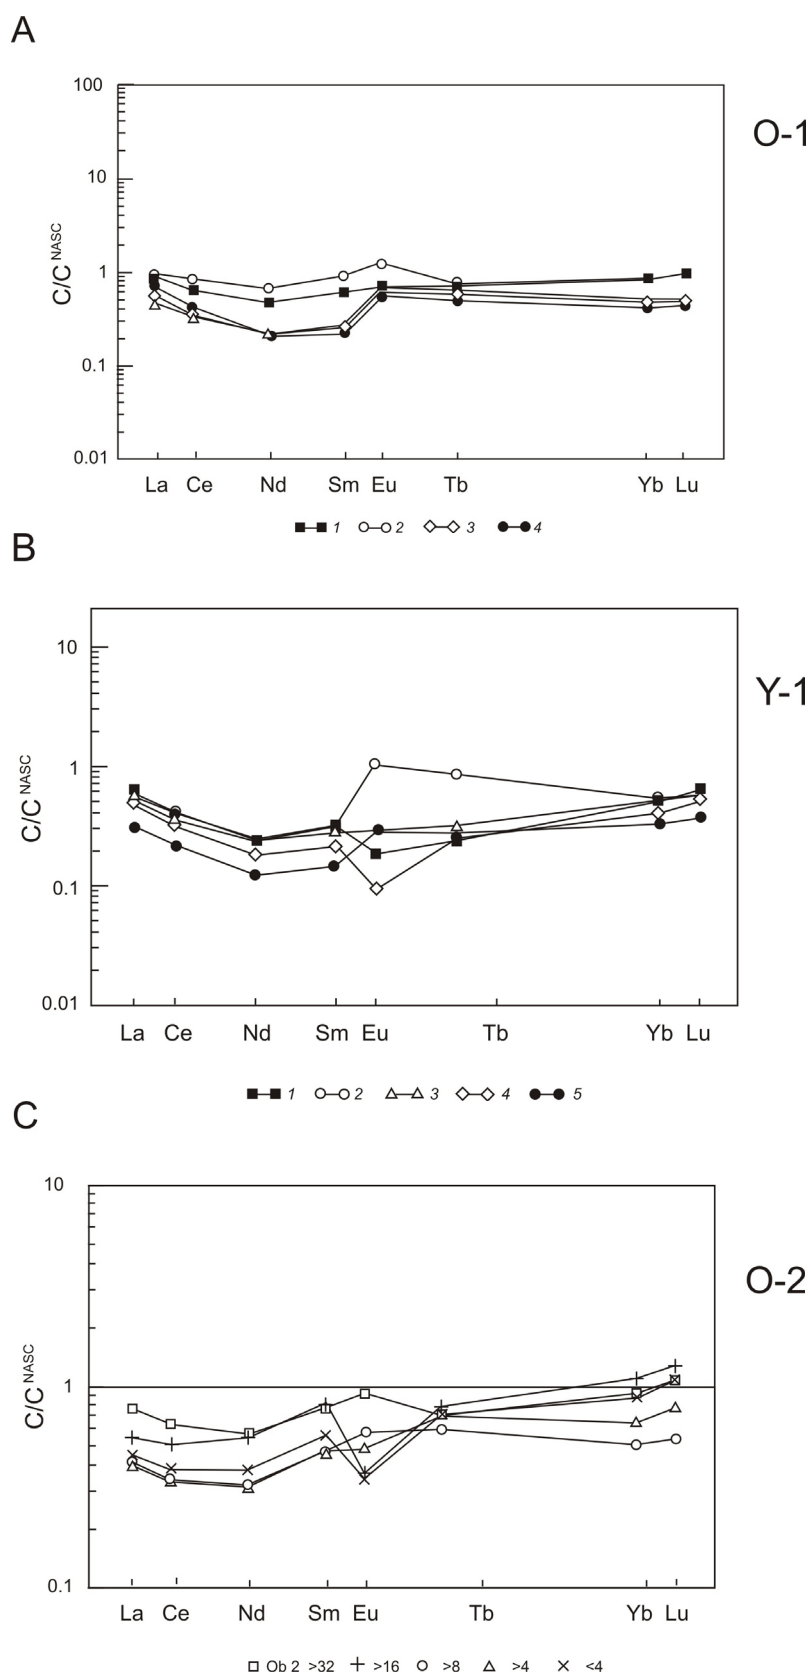 A
O-1
100
10
1
0.1
0.01
C/C NASC
La Ce Nd Sm Eu Tb Yb Lu
1 2 3 4
B
Y-1
10
1
0.1
0.01
C/C NASC
La Ce Nd Sm Eu Tb Yb Lu
1 2 3 4 5
C
O-2
10
1
0.1
C/C NASC
La Ce Nd Sm Eu Tb Yb Lu
Ob 2 >32 >16 >8 >4 <4